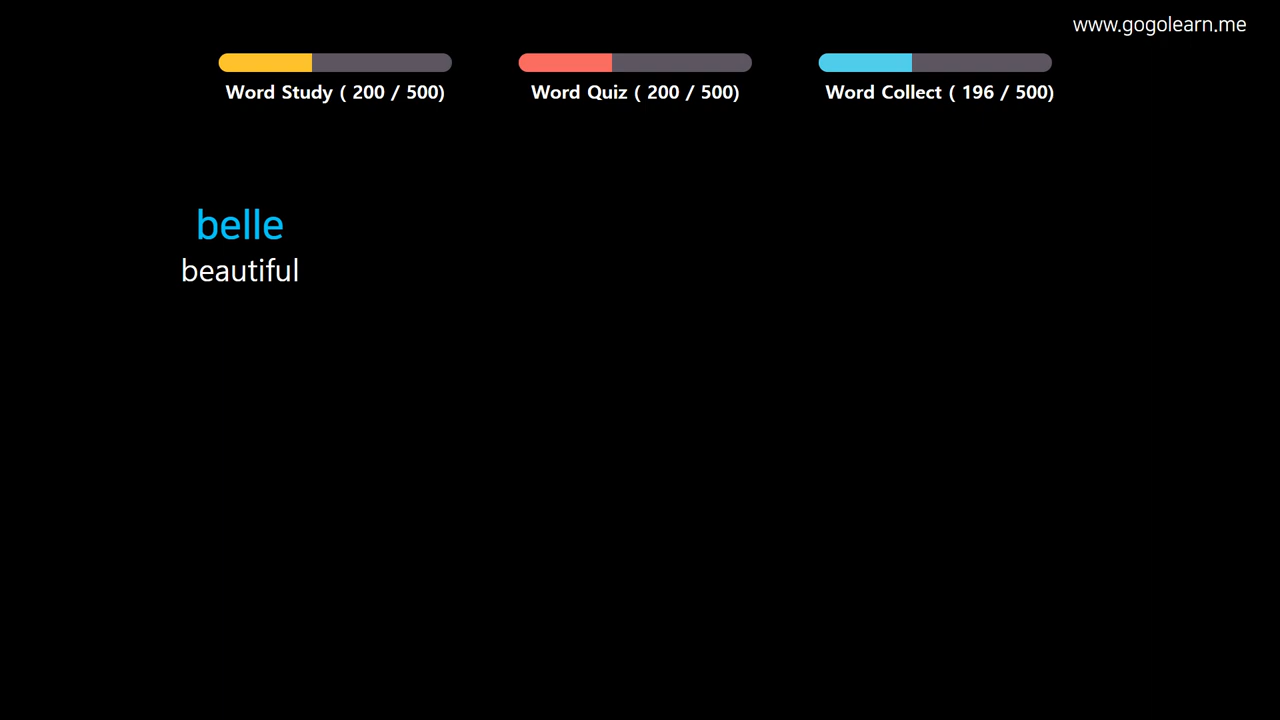 www.gogolearn.me
Word Study ( 200 / 500)
Word Quiz ( 200 / 500)
Word Collect ( 196 / 500)
belle
beautiful